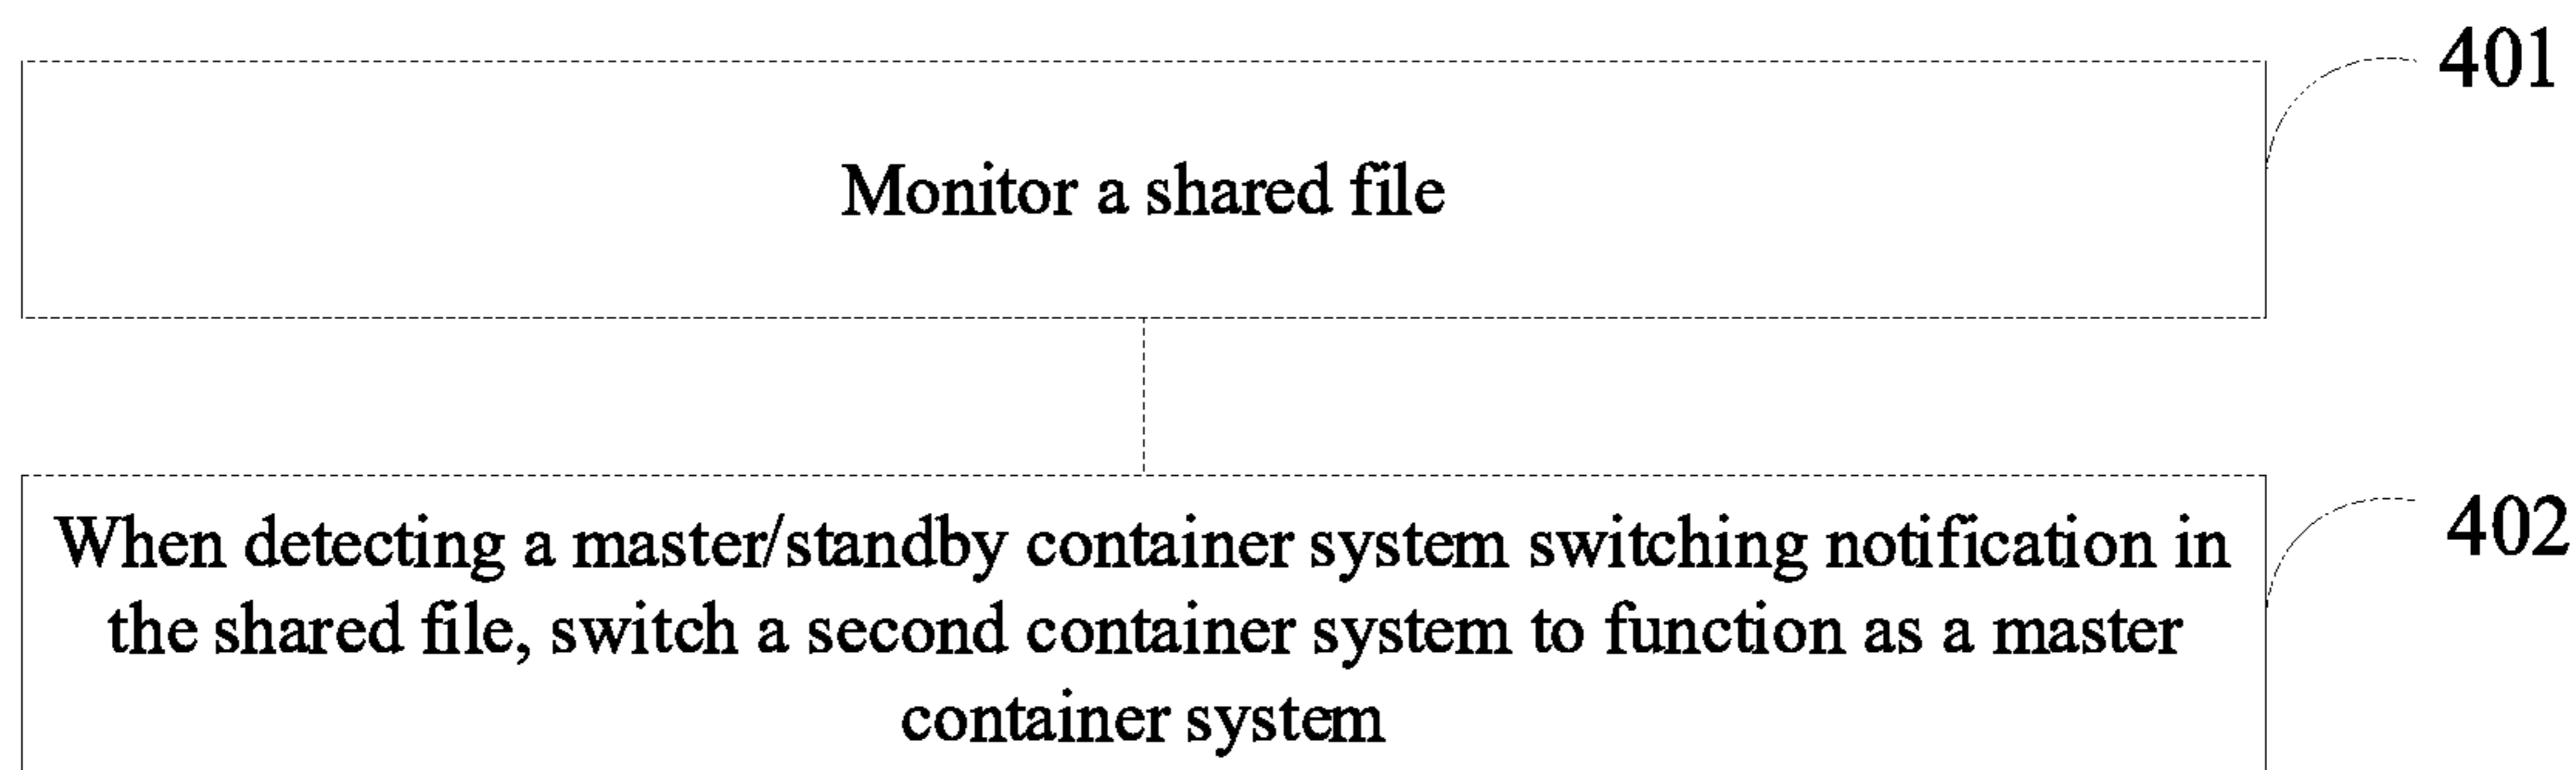 401
Monitor a shared file
402
When detecting a master/standby container system switching notification in
the shared file, switch a second container system to function as a master
container system